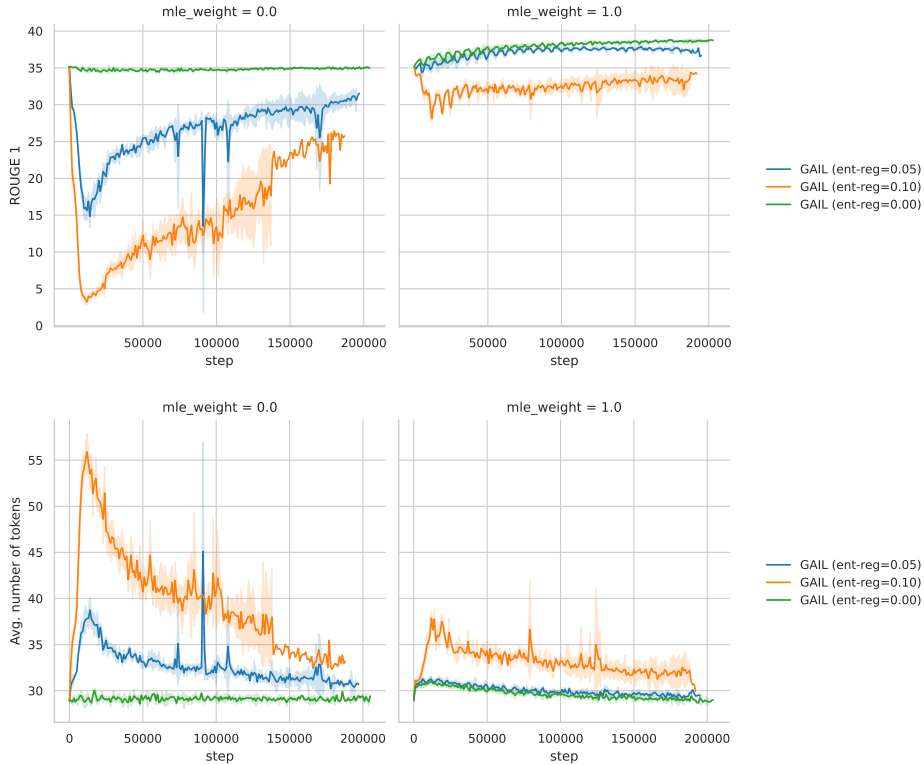 mle_weight = 0.0
mle_weight = 1.0
40
35
30
25
20
15
10
5
0
ROUGE 1
50000 100000 150000 200000
step
50000 100000 150000 200000
step
GAIL (ent-reg=0.05)
GAIL (ent-reg=0.10)
GAIL (ent-reg=0.00)
mle_weight = 0.0
mle_weight = 1.0
55
50
45
40
35
30
Avg. number of tokens
0 50000 100000 150000 200000
step
0 50000 100000 150000 200000
step
GAIL (ent-reg=0.05)
GAIL (ent-reg=0.10)
GAIL (ent-reg=0.00)